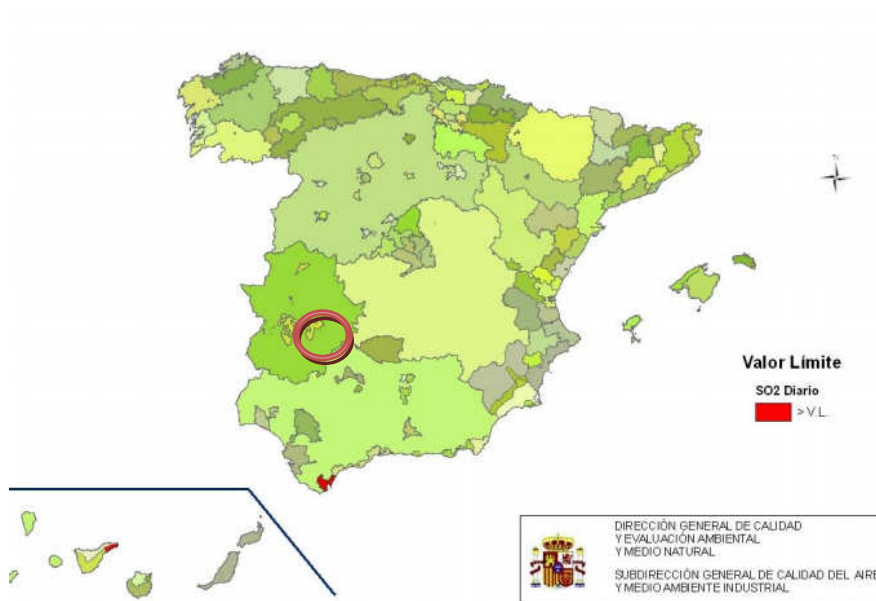 Valor Límite
SO2 Diario
> V.L.
DIRECCIÓN GENERAL DE CALIDAD
Y EVALUACIÓN AMBIENTAL
Y MEDIO NATURAL
SUBDIRECCIÓN GENERAL DE CALIDAD DEL AIRE
Y MEDIO AMBIENTE INDUSTRIAL